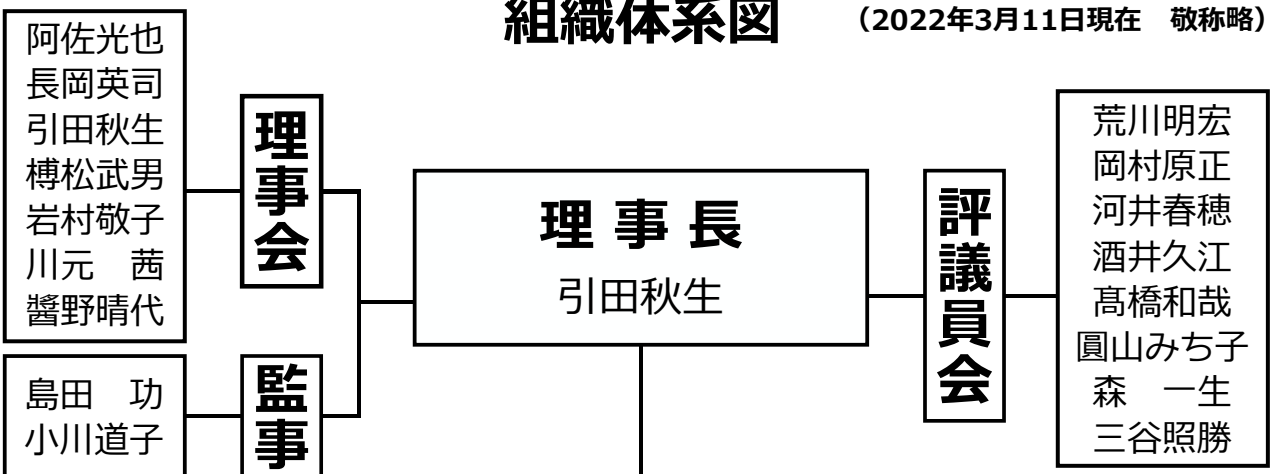 組織体系図
（2022年3月11日現在　敬称略）
阿佐光也
長岡英司
引田秋生
榑松武男
岩村敬子
川元　茜
醬野晴代
理事会
島田　功
小川道子
監事
理 事 長
引田秋生
評議員会
荒川明宏
岡村原正
河井春穂
酒井久江
髙橋和哉
圓山みち子
森　一生
三谷照勝